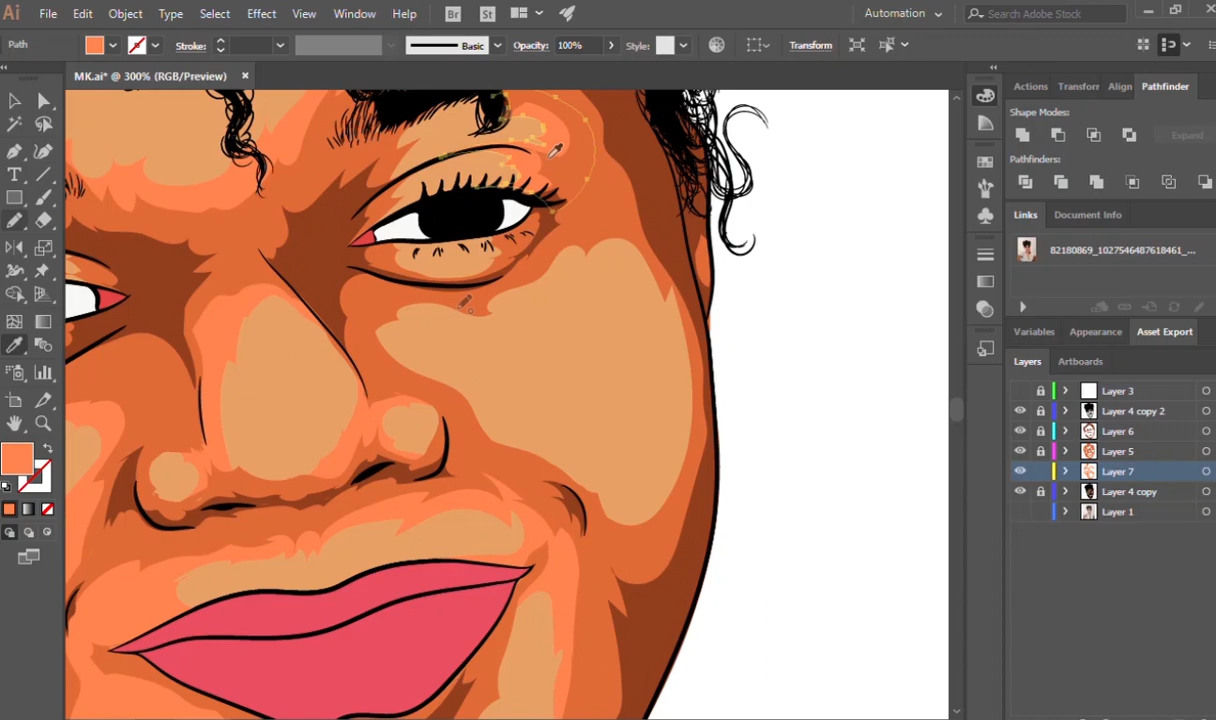 Ai File Edit Object Type Select Effect View Window Help Br St Automation Search Adobe Stock
Path Stroke: Basic Opacity: 100% Style: Transform
MK.ai* @ 300% (RGB/Preview) ×
Actions Transform Align Pathfinder
Shape Modes:
Expand
Pathfinders:
Links Document Info
82180869_1027546487618461_...
Variables Appearance Asset Export
Layers Artboards
Layer 3
Layer 4 copy 2
Layer 6
Layer 5
Layer 7
Layer 4 copy
Layer 1